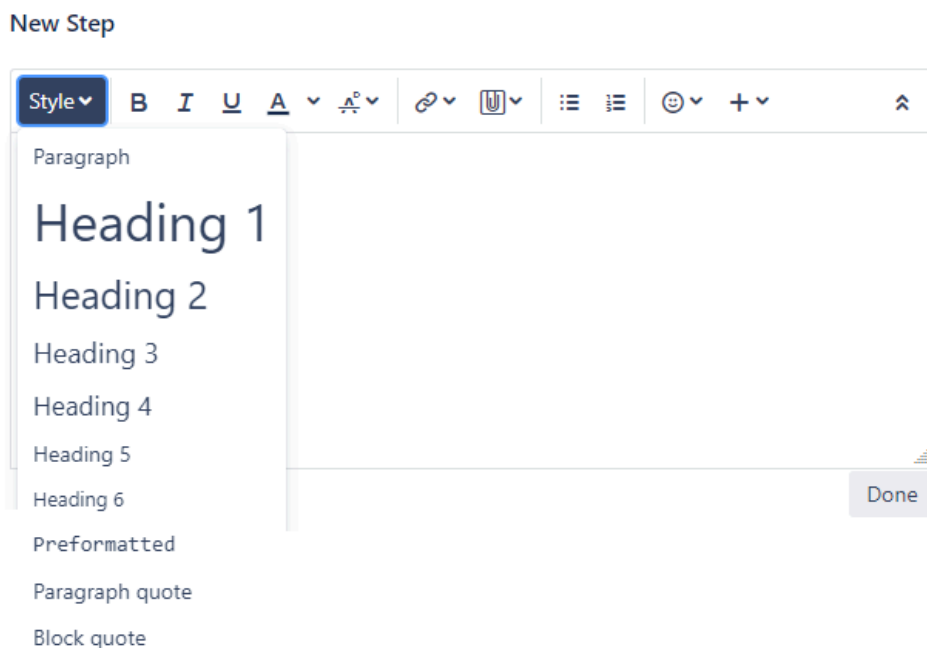 New Step
Style B I U A
Paragraph
Heading 1
Heading 2
Heading 3
Heading 4
Heading 5
Heading 6
Done
Preformatted
Paragraph quote
Block quote